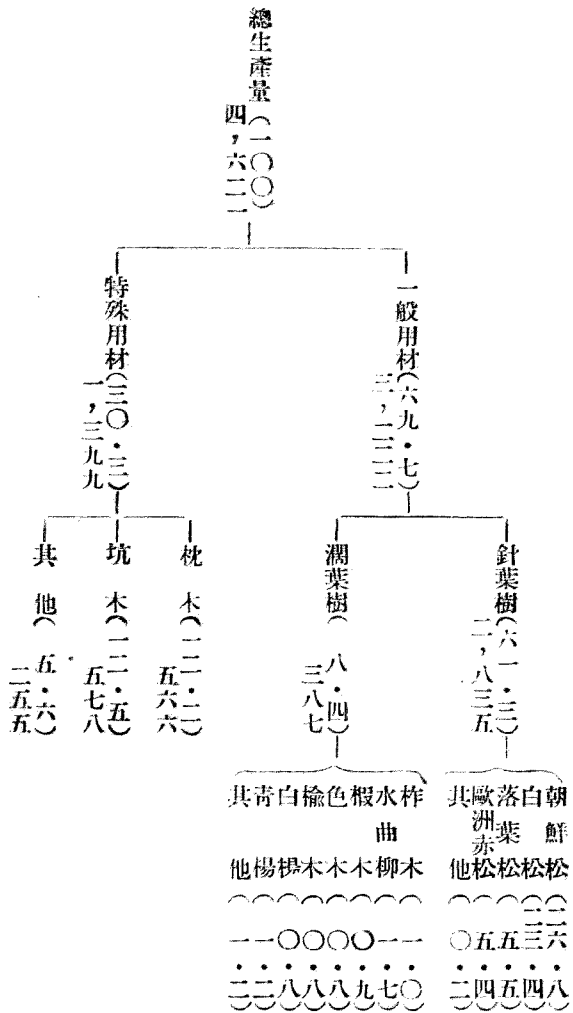 總生產量(一〇〇)
四,六二一
一般用材(六九・七)
三,二二二
特殊用材(三〇・三)
一,三九九
針葉樹(六一・三)
二,八三五
濶葉樹(八・四)
三八七
枕木(一二・二)
五六六
坑木(一二・五)
五七八
其他(五・六)
二五五
朝鮮松(二六・八)
白松(二三・四)
落葉松(五・五)
歐洲赤松(五・四)
其他(〇・二)
柞木(一・〇)
水曲柳(一・七)
椵木(〇・九)
色木(〇・八)
楡木(〇・八)
白楊(〇・八)
青楊(一・二)
其他(一・二)